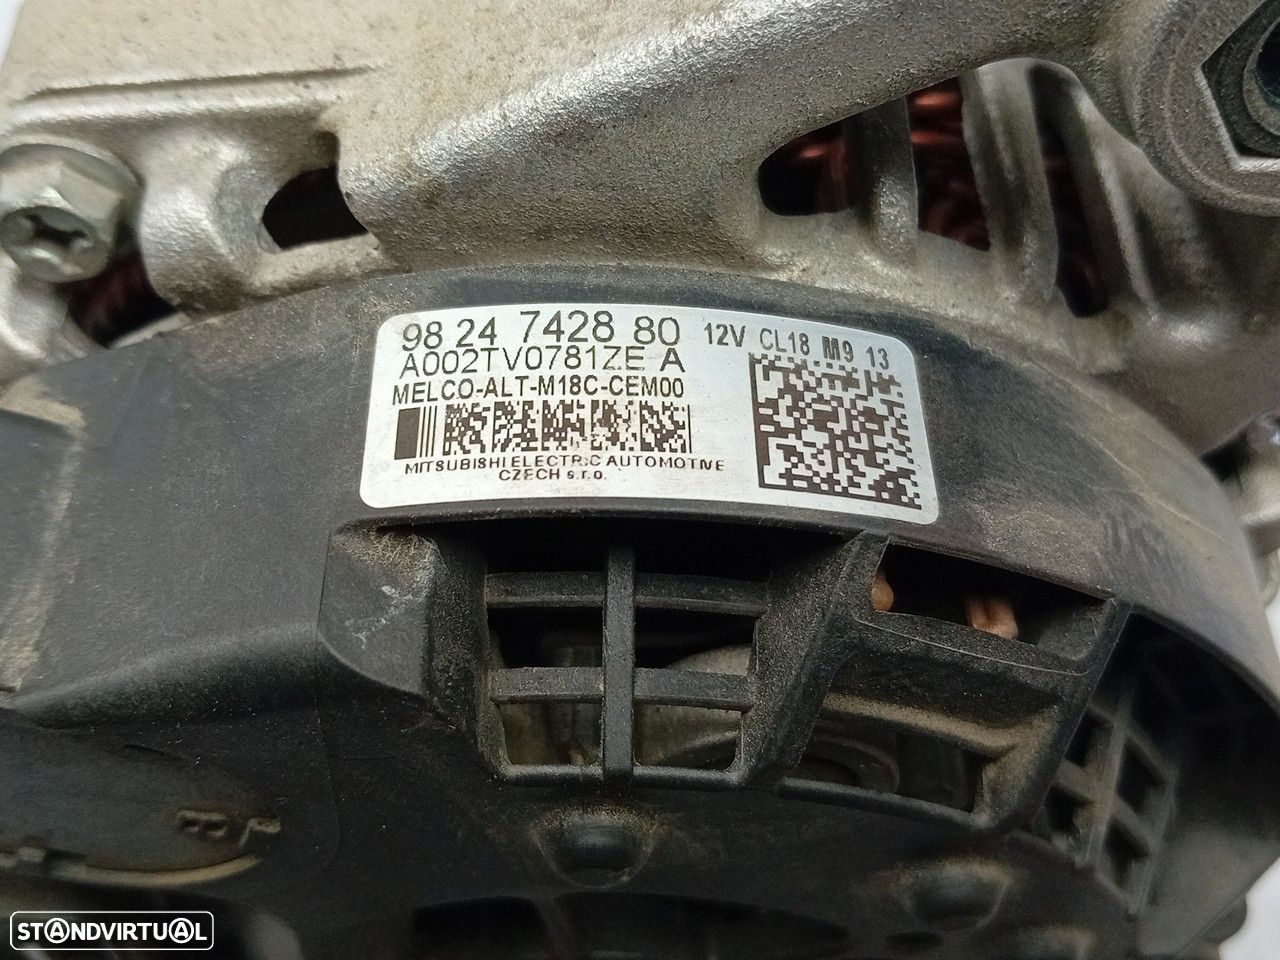 98 24 7428 80 12V CL18 M9 13
A002TV0781ZE A
MELCO-ALT-M18C-CEM00
MITSUBISHI ELECTRIC AUTOMOTIVE
CZECH s.r.o.
STANDVIRTUAL